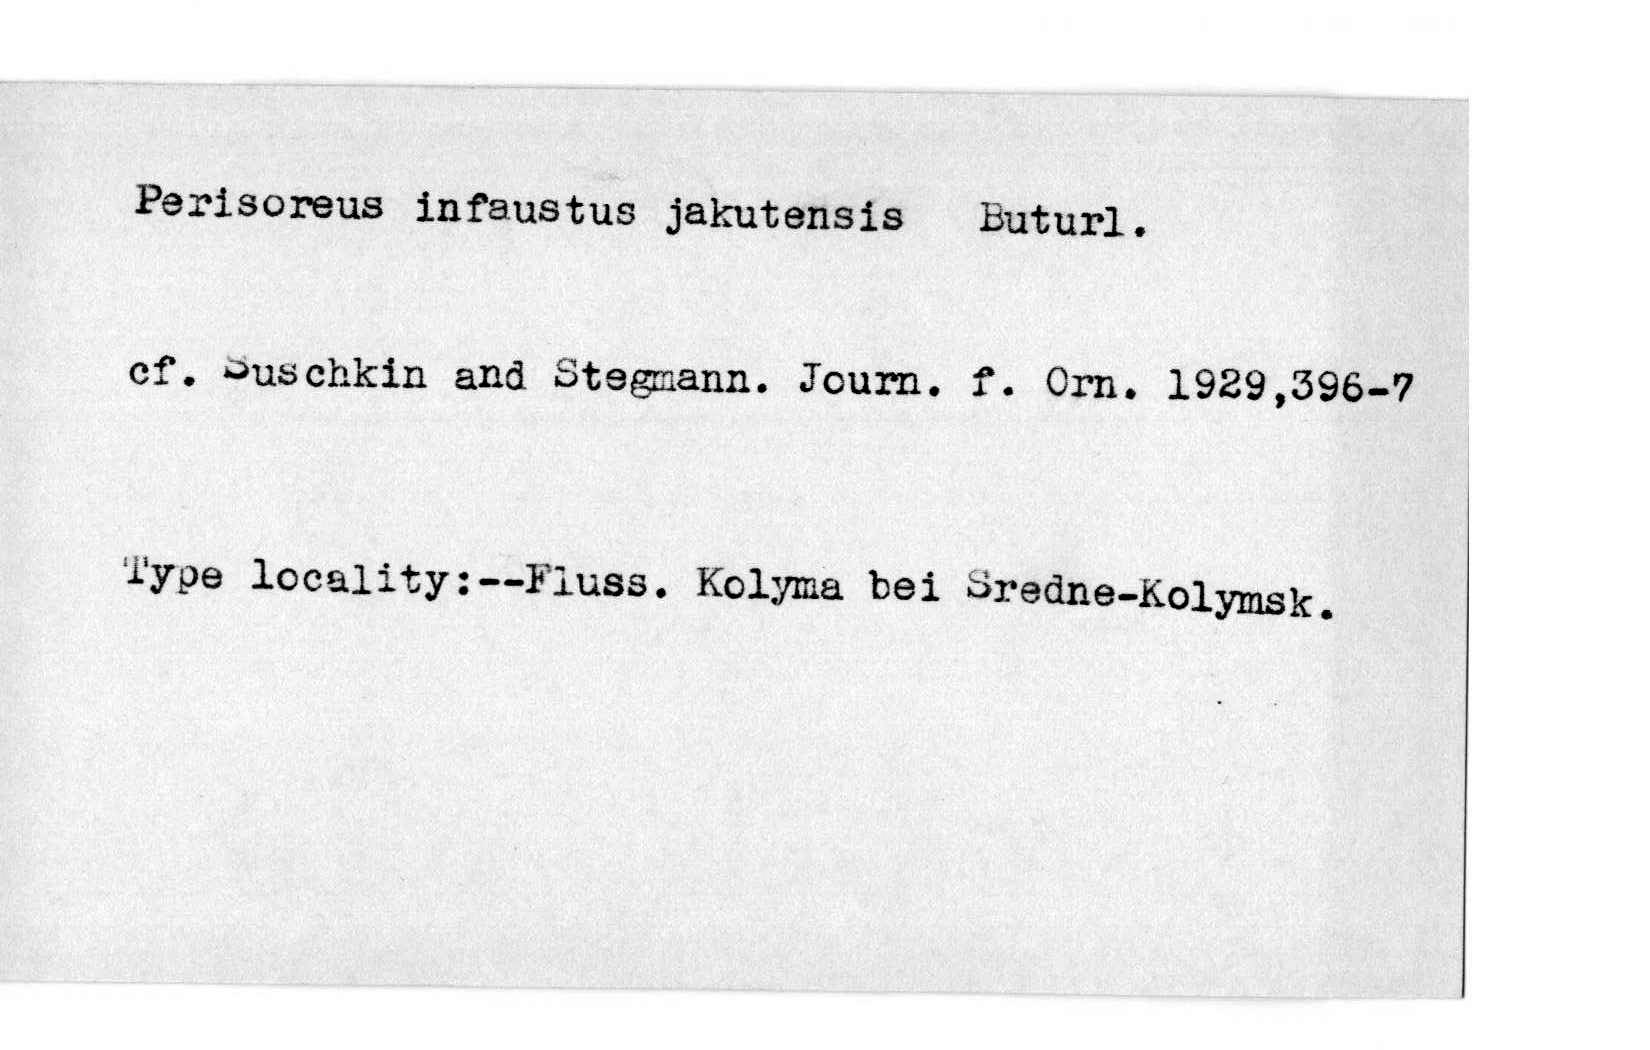 Perisoreus infaustus jakutensis Buturl.
cf. Suschkin and Stegmann. Journ. f. Orn. 1929,396-7
Type locality:--Fluss. Kolyma bei Sredne-Kolymsk.